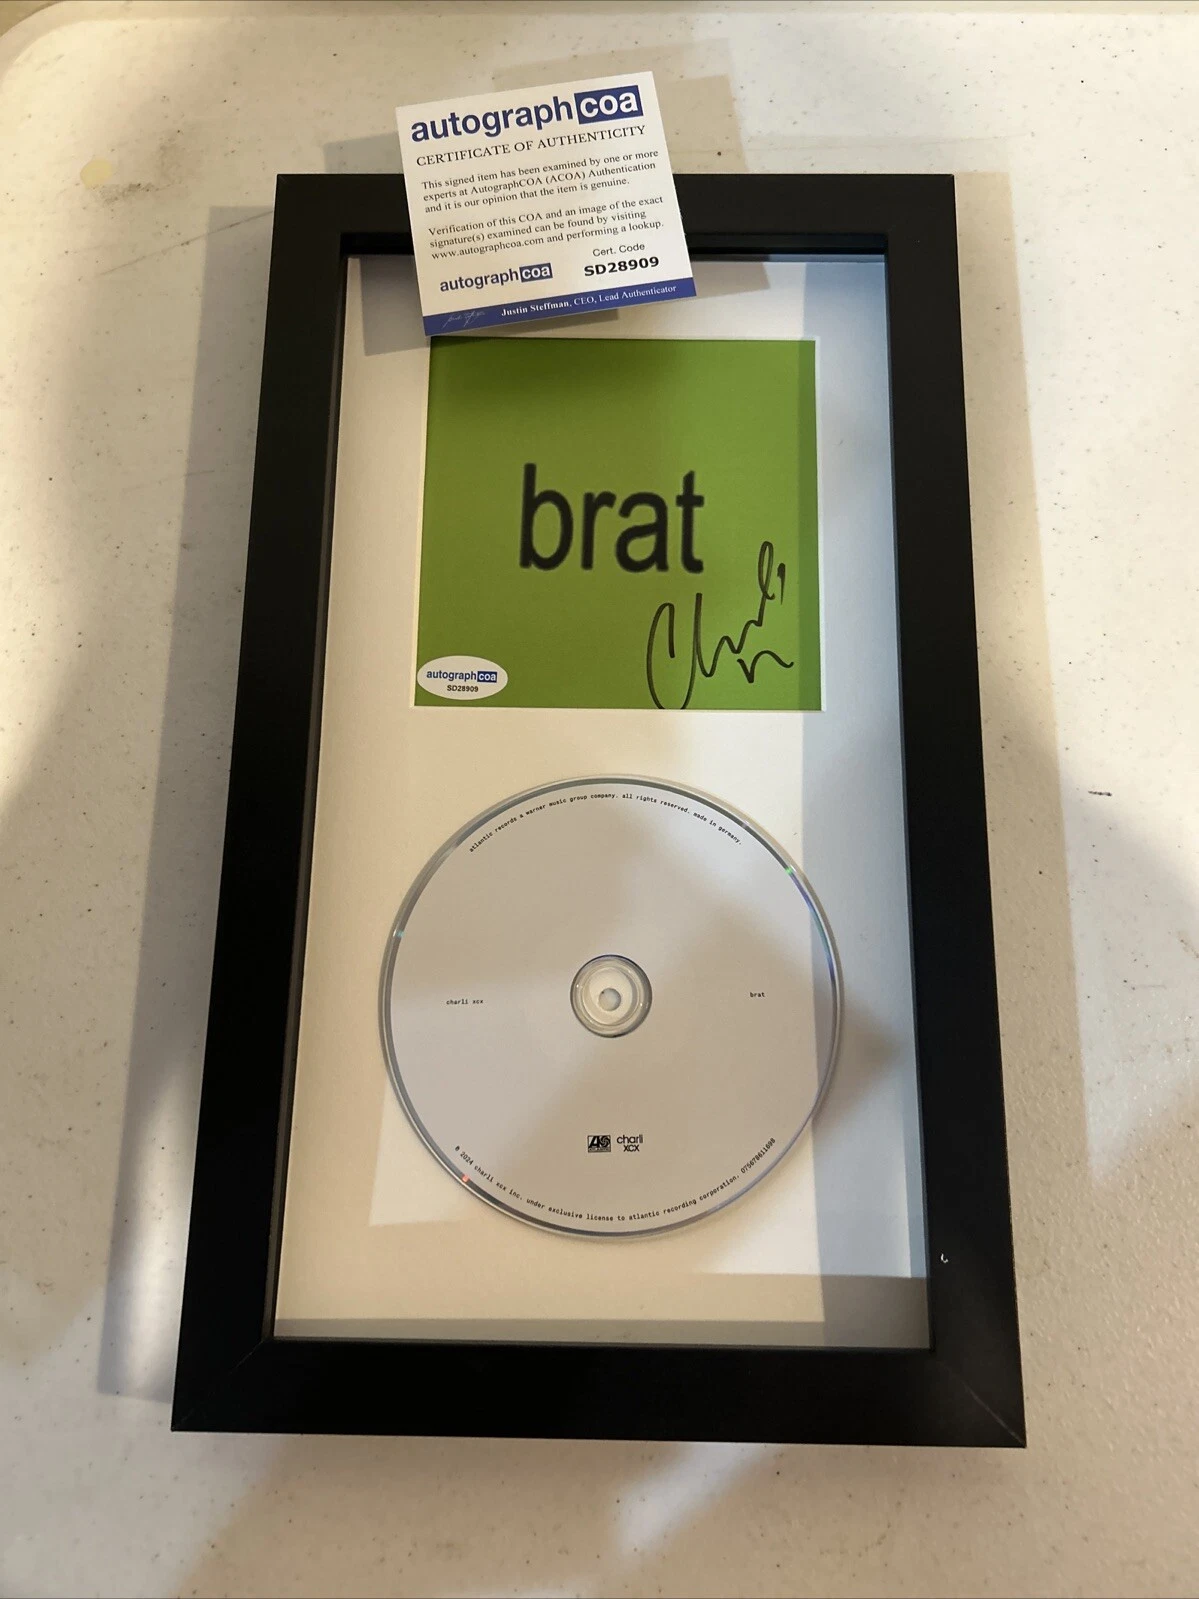 autographcoa
CERTIFICATE OF AUTHENTICITY
This signed item has been examined by one or more
experts at AutographCOA (ACOA) Authentication
and it is our opinion that the item is genuine.
Verification of this COA and an image of the exact
signature(s) examined can be found by visiting
www.autographcoa.com and performing a lookup.
autographcoa
Cert. Code
SD28909
Justin Steffman, CEO, Lead Authenticator
brat
autographcoa
SD28909
atlantic records a warner music group company. all rights reserved. made in germany.
charli xcx
brat
charli
xcx
℗ 2024 charli xcx inc. under exclusive license to atlantic recording corporation.